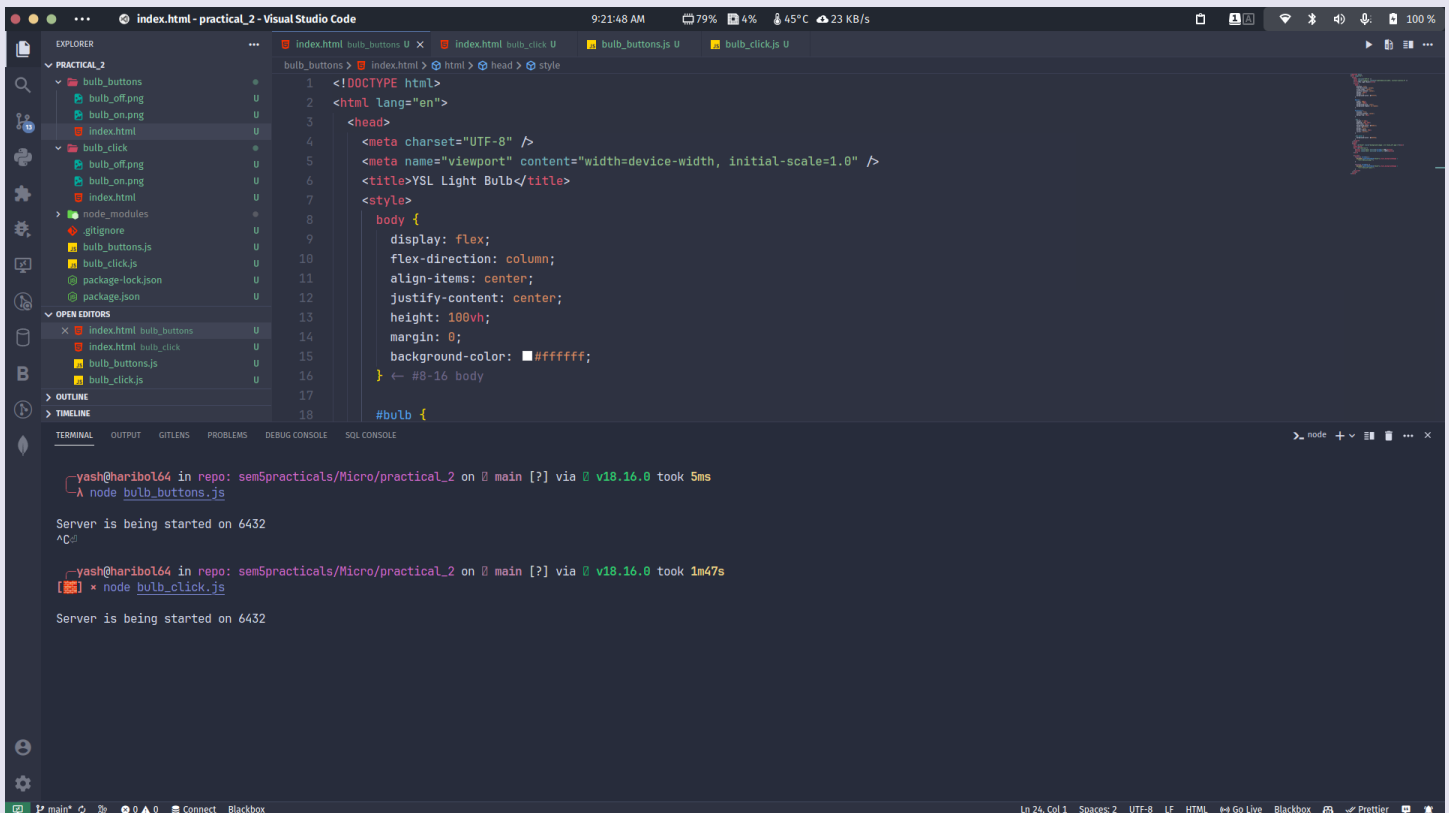 index.html - practical_2 - Visual Studio Code
9:21:48 AM 79% 4% 45°C 23 KB/s
1 A 100 %
EXPLORER
PRACTICAL_2
bulb_buttons
bulb_off.png U
bulb_on.png U
index.html U
bulb_click
bulb_off.png U
bulb_on.png U
index.html U
node_modules
.gitignore U
bulb_buttons.js U
bulb_click.js U
package-lock.json U
package.json U
OPEN EDITORS
index.html bulb_buttons U
index.html bulb_click U
bulb_buttons.js U
bulb_click.js U
OUTLINE
TIMELINE
13
index.html bulb_buttons U index.html bulb_click U bulb_buttons.js U bulb_click.js U
bulb_buttons > index.html > html > head > style
1 <!DOCTYPE html>
2 <html lang="en">
3 <head>
4 <meta charset="UTF-8" />
5 <meta name="viewport" content="width=device-width, initial-scale=1.0" />
6 <title>YSL Light Bulb</title>
7 <style>
8 body {
9 display: flex;
10 flex-direction: column;
11 align-items: center;
12 justify-content: center;
13 height: 100vh;
14 margin: 0;
15 background-color: #ffffff;
16 } <— #8-16 body
17
18 #bulb {
TERMINAL OUTPUT GITLENS PROBLEMS DEBUG CONSOLE SQL CONSOLE
node
yash@haribol64 in repo: sem5practicals/Micro/practical_2 on main [?] via v18.16.0 took 5ms
λ node bulb_buttons.js
Server is being started on 6432
^C⏎
yash@haribol64 in repo: sem5practicals/Micro/practical_2 on main [?] via v18.16.0 took 1m47s
[🧱] × node bulb_click.js
Server is being started on 6432
main* 0 0 Connect Blackbox
Ln 24, Col 1 Spaces: 2 UTF-8 LF HTML Go Live Blackbox Prettier